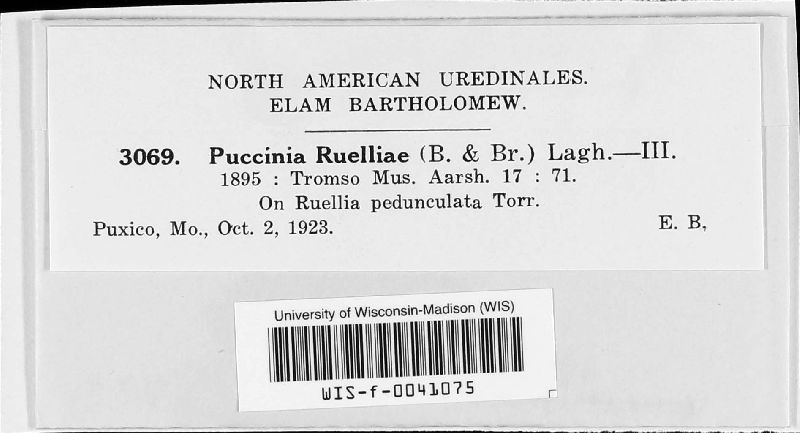 NORTH AMERICAN UREDINALES.
ELAM BARTHOLOMEW.
3069. Puccinia Ruelliae (B. & Br.) Lagh.—III.
1895 : Tromso Mus. Aarsh. 17 : 71.
On Ruellia pedunculata Torr.
Puxico, Mo., Oct. 2, 1923. E. B,
University of Wisconsin-Madison (WIS)
WIS-f-0041075